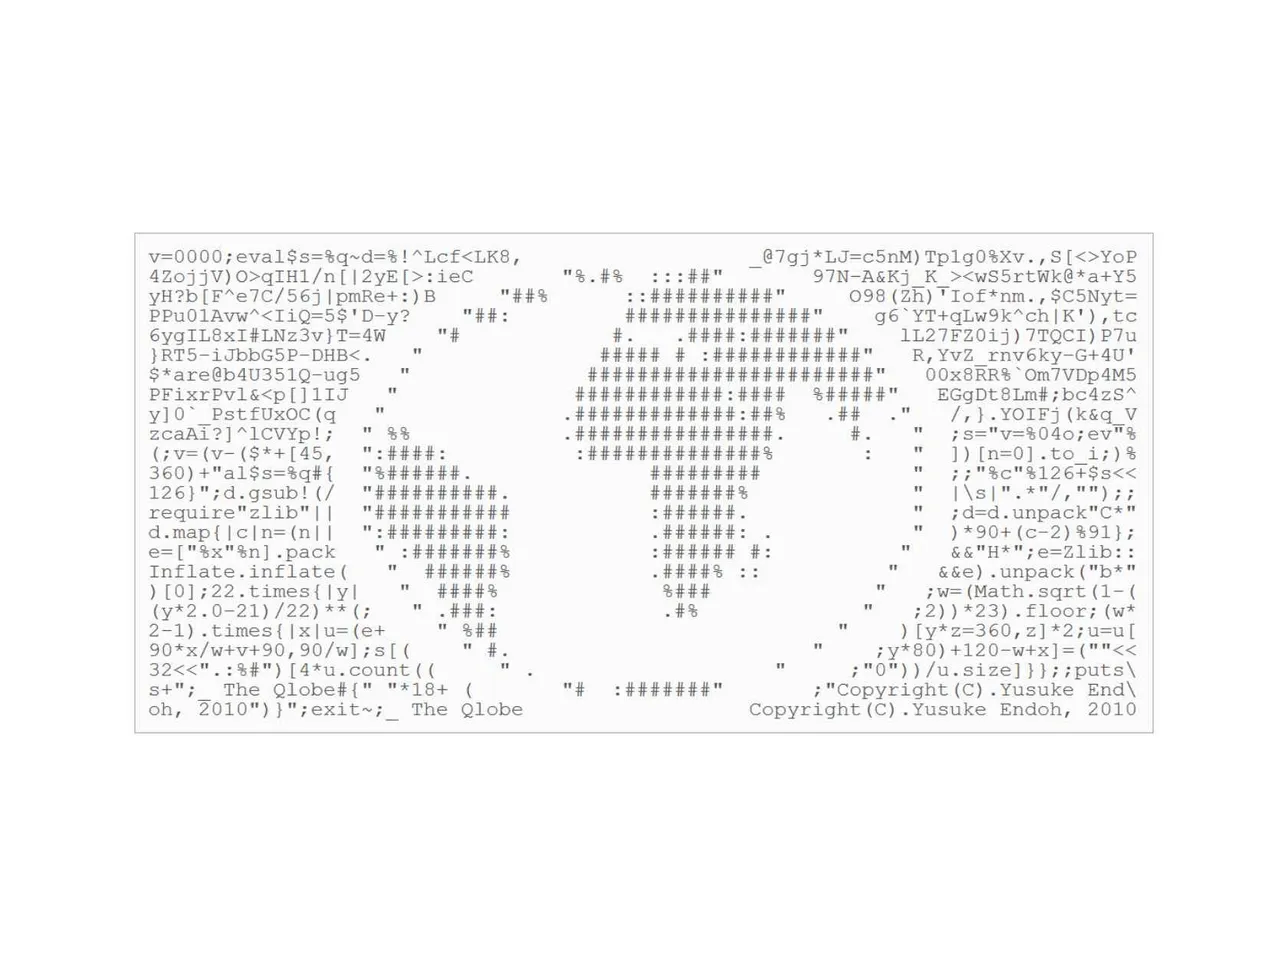 v=0000;eval$s=%q~d=%!^Lcf<LK8,                  _@7gj*LJ=c5nM)Tp1g0%Xv.,S[<>YoP
4ZojjV)O>qIH1/n[|2yE[>:ieC       "%.#%  :::##"       97N-A&Kj_K_><wS5rtWk@*a+Y5
yH?b[F^e7C/56j|pmRe+:)B     "##%      ::##########"     O98(Zh)'Iof*nm.,$C5Nyt=
PPu01Avw^<IiQ=5$'D-y?    "##:         ###############"    g6`YT+qLw9k^ch|K'),tc
6ygIL8xI#LNz3v}T=4W    "#            #.   .####:#######"    lL27FZ0ij)7TQCI)P7u
}RT5-iJbbG5P-DHB<.   "              ##### # :############"   R,YvZ_rnv6ky-G+4U'
$*are@b4U351Q-ug5   "              #######################"   00x8RR%`Om7VDp4M5
PFixrPvl&<p[]1IJ   "              ############:####  %#####"   EGgDt8Lm#;bc4zS^
y]0`_PstfUxOC(q   "              .#############:##%   .##  ."   /,}.YOIFj(k&q_V
zcaAi?]^lCVYp!;  " %%            .################.     #.   "  ;s="v=%04o;ev"%
(;v=(v-($*+[45,  ":####:          :##############%       :   "  ])[n=0].to_i;)%
360)+"al$s=%q#{  "%######.              #########            "  ;;"%c"%126+$s<<
126}";d.gsub!(/  "##########.           #######%             "  |\s|".*"/,"");;
require"zlib"||  "###########           :######.             "  ;d=d.unpack"C*"
d.map{|c|n=(n||  ":#########:           .######: .           "  )*90+(c-2)%91};
e=["%x"%n].pack   " :#######%           :###### #:          "   &&"H*";e=Zlib::
Inflate.inflate(   "  ######%           .####% ::          "   &&e).unpack("b*"
)[0];22.times{|y|   "  ####%             %###             "   ;w=(Math.sqrt(1-(
(y*2.0-21)/22)**(;   " .###:             .#%             "   ;2))*23).floor;(w*
2-1).times{|x|u=(e+    " %##                           "    )[y*z=360,z]*2;u=u[
90*x/w+v+90,90/w];s[(    " #.                        "    ;y*80)+120-w+x]=(""<<
32<<".:%#")[4*u.count((     " .                   "     ;"0"))/u.size]}};;puts\
s+";_ The Qlobe#{" "*18+ (       "#  :#######"       ;"Copyright(C).Yusuke End\
oh, 2010")}";exit~;_ The Qlobe                  Copyright(C).Yusuke Endoh, 2010